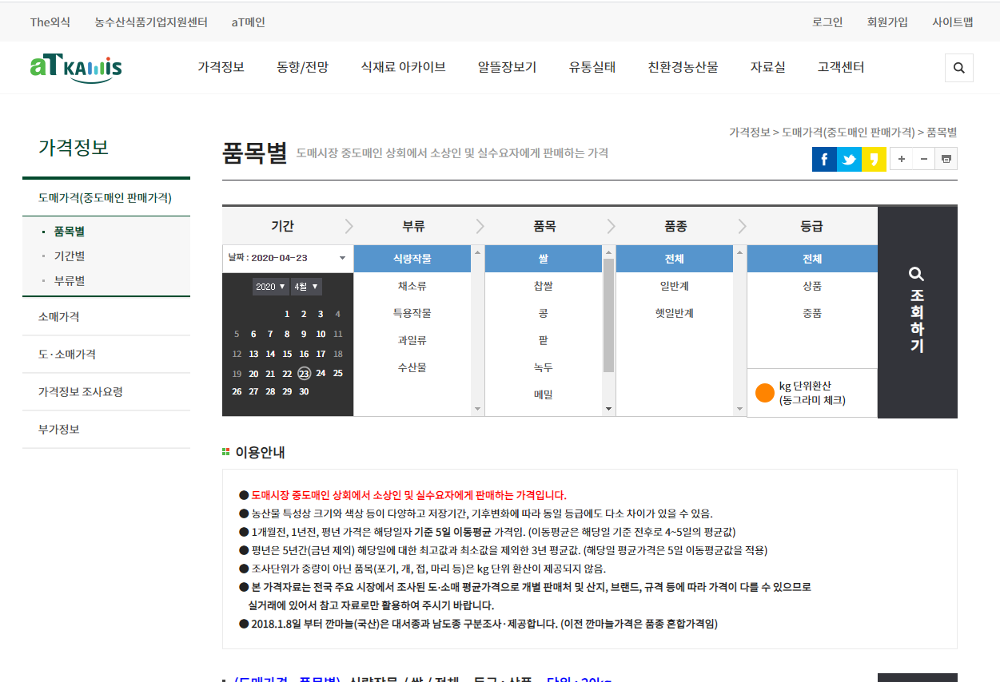 The외식 농수산식품기업지원센터 aT메인 로그인 회원가입 사이트맵
aT KAMIS 가격정보 동향/전망 식재료 아카이브 알뜰장보기 유통실태 친환경농산물 자료실 고객센터
가격정보 > 도매가격(중도매인 판매가격) > 품목별
가격정보
도매가격(중도매인 판매가격)
품목별
기간별
부류별
소매가격
도·소매가격
가격정보 조사요령
부가정보
품목별 도매시장 중도매인 상회에서 소상인 및 실수요자에게 판매하는 가격
기간 부류 품목 품종 등급
날짜 : 2020-04-23
2020 ▼ 4월 ▼
1 2 3 4
5 6 7 8 9 10 11
12 13 14 15 16 17 18
19 20 21 22 23 24 25
26 27 28 29 30
식량작물
채소류
특용작물
과일류
수산물
쌀
찹쌀
콩
팥
녹두
메밀
전체
일반계
햇일반계
전체
상품
중품
kg 단위환산
(동그라미 체크)
조회하기
이용안내
● 도매시장 중도매인 상회에서 소상인 및 실수요자에게 판매하는 가격입니다.
● 농산물 특성상 크기와 색상 등이 다양하고 저장기간, 기후변화에 따라 동일 등급에도 다소 차이가 있을 수 있음.
● 1개월전, 1년전, 평년 가격은 해당일자 기준 5일 이동평균 가격임. (이동평균은 해당일 기준 전후로 4~5일의 평균값)
● 평년은 5년간(금년 제외) 해당일에 대한 최고값과 최소값을 제외한 3년 평균값. (해당일 평균가격은 5일 이동평균값을 적용)
● 조사단위가 중량이 아닌 품목(포기, 개, 접, 마리 등)은 kg 단위 환산이 제공되지 않음.
● 본 가격자료는 전국 주요 시장에서 조사된 도·소매 평균가격으로 개별 판매처 및 산지, 브랜드, 규격 등에 따라 가격이 다를 수 있으므로
실거래에 있어서 참고 자료로만 활용하여 주시기 바랍니다.
● 2018.1.8일 부터 깐마늘(국산)은 대서종과 남도종 구분조사·제공합니다. (이전 깐마늘가격은 품종 혼합가격임)
(도매가격 - 품목별) 식량작물 / 쌀 / 전체 등급 : 상품 단위 : 20kg